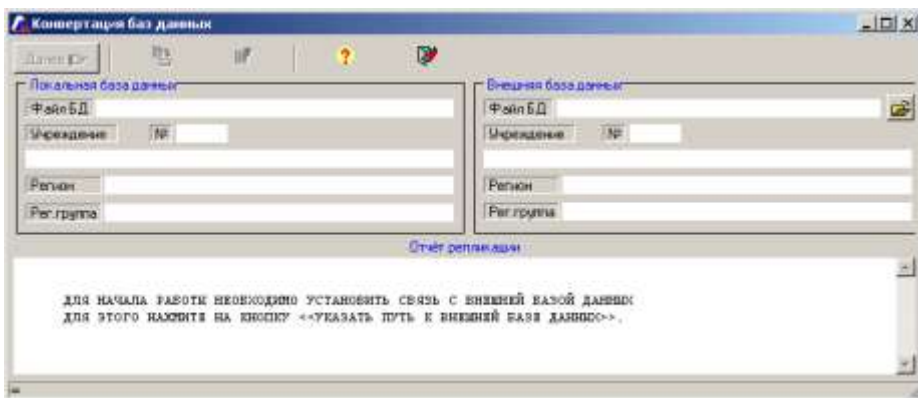 Конвертация баз данных
Далее
?
Локальная база данных
Внешняя база данных
Файл БД
Файл БД
Учреждение №
Учреждение №
Регион
Регион
Рег.группа
Рег.группа
Отчёт репликации
ДЛЯ НАЧАЛА РАБОТЫ НЕОБХОДИМО УСТАНОВИТЬ СВЯЗЬ С ВНЕШНЕЙ БАЗОЙ ДАННЫХ
ДЛЯ ЭТОГО НАЖМИТЕ НА КНОПКУ <<УКАЗАТЬ ПУТЬ К ВНЕШНЕЙ БАЗЕ ДАННЫХ>>.